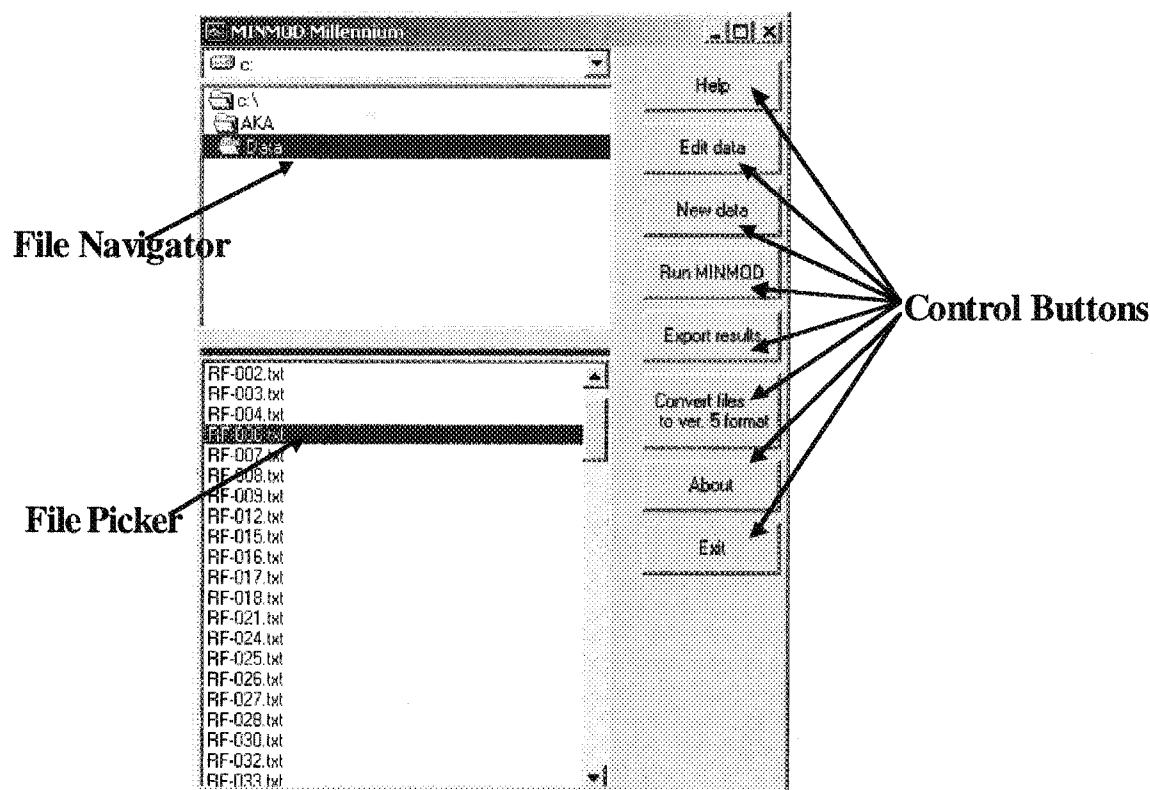 MINMOD Millennium
c:
c:\
AKA
Data
File Navigator
RF-002.txt
RF-003.txt
RF-004.txt
RF-006.txt
RF-007.txt
RF-008.txt
RF-009.txt
RF-012.txt
RF-015.txt
RF-016.txt
RF-017.txt
RF-018.txt
RF-021.txt
RF-024.txt
RF-025.txt
RF-026.txt
RF-027.txt
RF-028.txt
RF-030.txt
RF-032.txt
RF-033.txt
File Picker
Help
Edit data
New data
Run MINMOD
Export results
Convert files
to ver. 5 format
About
Exit
Control Buttons